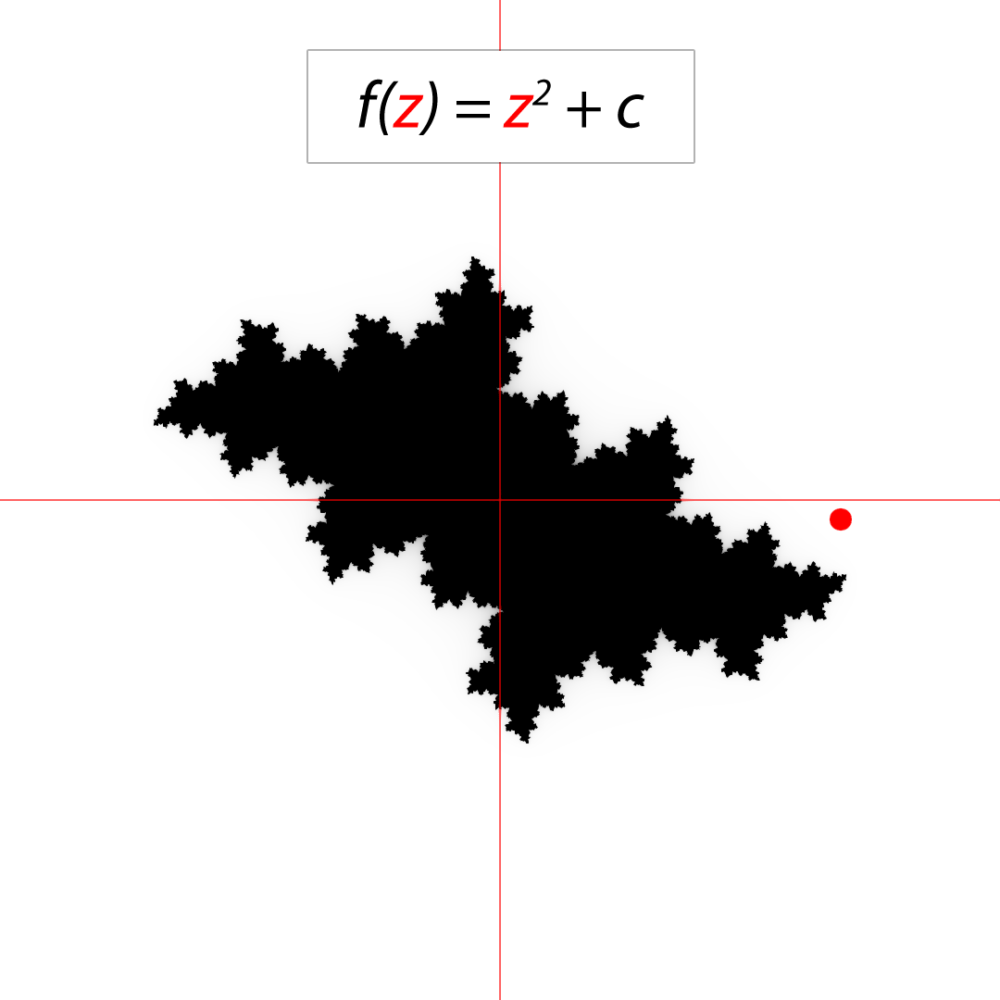 f(z) = z² + c